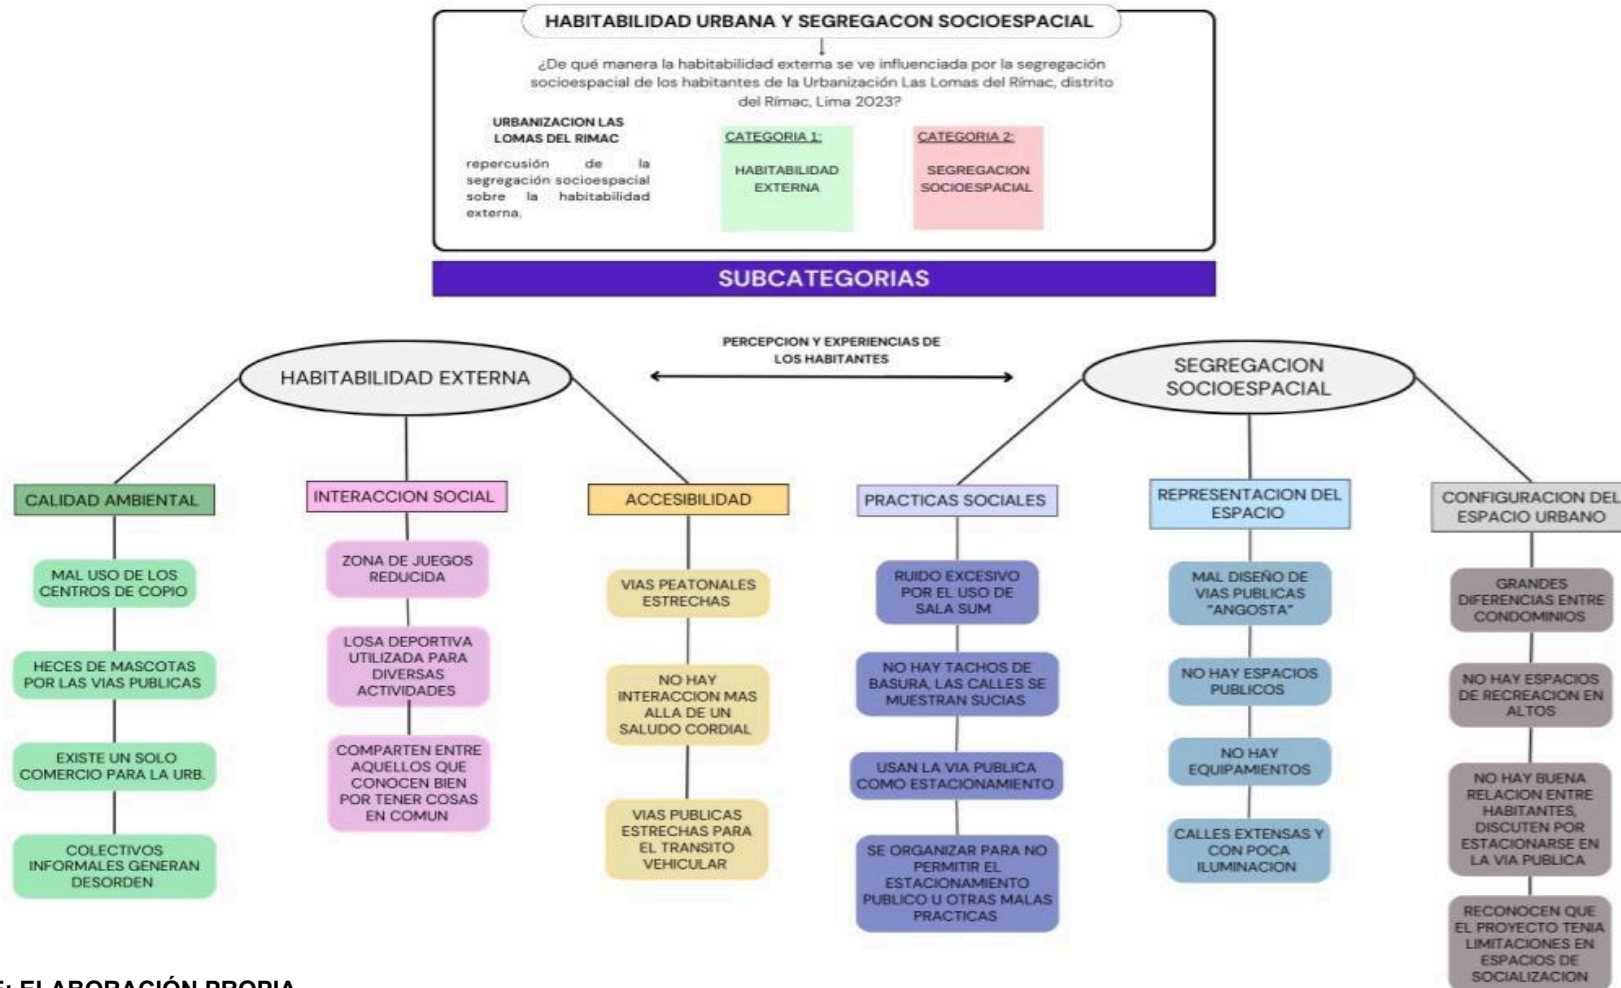 HABITABILIDAD URBANA Y SEGREGACON SOCIOESPACIAL
¿De qué manera la habitabilidad externa se ve influenciada por la segregación
socioespacial de los habitantes de la Urbanización Las Lomas del Rímac, distrito
del Rímac, Lima 2023?
URBANIZACION LAS
LOMAS DEL RIMAC
repercusión de la
segregación socioespacial
sobre la habitabilidad
externa.
CATEGORIA 1:
HABITABILIDAD
EXTERNA
CATEGORIA 2:
SEGREGACION
SOCIOESPACIAL
SUBCATEGORIAS
PERCEPCION Y EXPERIENCIAS DE
LOS HABITANTES
HABITABILIDAD EXTERNA
SEGREGACION
SOCIOESPACIAL
CALIDAD AMBIENTAL
MAL USO DE LOS
CENTROS DE COPIO
HECES DE MASCOTAS
POR LAS VIAS PUBLICAS
EXISTE UN SOLO
COMERCIO PARA LA URB.
COLECTIVOS
INFORMALES GENERAN
DESORDEN
INTERACCION SOCIAL
ZONA DE JUEGOS
REDUCIDA
LOSA DEPORTIVA
UTILIZADA PARA
DIVERSAS
ACTIVIDADES
COMPARTEN ENTRE
AQUELLOS QUE
CONOCEN BIEN
POR TENER COSAS
EN COMUN
ACCESIBILIDAD
VIAS PEATONALES
ESTRECHAS
NO HAY
INTERACCION MAS
ALLA DE UN
SALUDO CORDIAL
VIAS PUBLICAS
ESTRECHAS PARA
EL TRANSITO
VEHICULAR
PRACTICAS SOCIALES
RUIDO EXCESIVO
POR EL USO DE
SALA SUM
NO HAY TACHOS DE
BASURA, LAS CALLES SE
MUESTRAN SUCIAS
USAN LA VIA PUBLICA
COMO ESTACIONAMIENTO
SE ORGANIZAR PARA NO
PERMITIR EL
ESTACIONAMIENTO
PUBLICO U OTRAS MALAS
PRACTICAS
REPRESENTACION DEL
ESPACIO
MAL DISEÑO DE
VIAS PUBLICAS
"ANGOSTA"
NO HAY ESPACIOS
PUBLICOS
NO HAY
EQUIPAMIENTOS
CALLES EXTENSAS Y
CON POCA
ILUMINACION
CONFIGURACION DEL
ESPACIO URBANO
GRANDES
DIFERENCIAS ENTRE
CONDOMINIOS
NO HAY ESPACIOS
DE RECREACION EN
ALTOS
NO HAY BUENA
RELACION ENTRE
HABITANTES,
DISCUTEN POR
ESTACIONARSE EN
LA VIA PUBLICA
RECONOCEN QUE
EL PROYECTO TENIA
LIMITACIONES EN
ESPACIOS DE
SOCIALIZACION
: ELABORACIÓN PROPIA